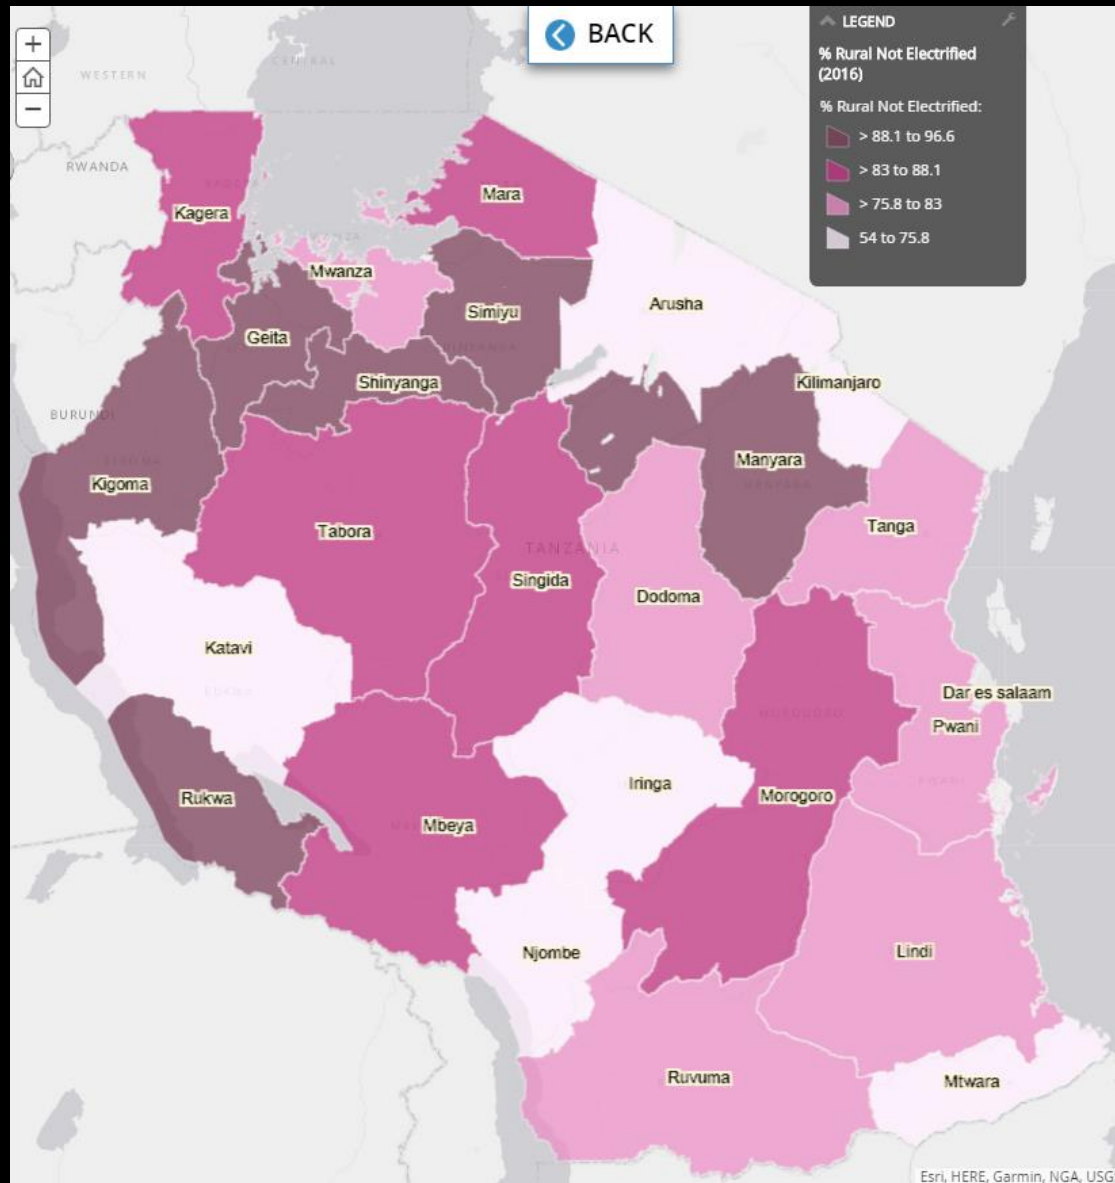 BACK
LEGEND
% Rural Not Electrified
(2016)
% Rural Not Electrified:
> 88.1 to 96.6
> 83 to 88.1
> 75.8 to 83
54 to 75.8
+
−
WESTERN
CENTRAL
RWANDA
Kagera
Mara
Mwanza
Simiyu
Arusha
Geita
Shinyanga
Kilimanjaro
BURUNDI
Kigoma
Manyara
Tabora
Tanga
TANZANIA
Singida
Dodoma
Katavi
Dar es salaam
Pwani
Iringa
Rukwa
Morogoro
Mbeya
Njombe
Lindi
Ruvuma
Mtwara
Esri, HERE, Garmin, NGA, USG